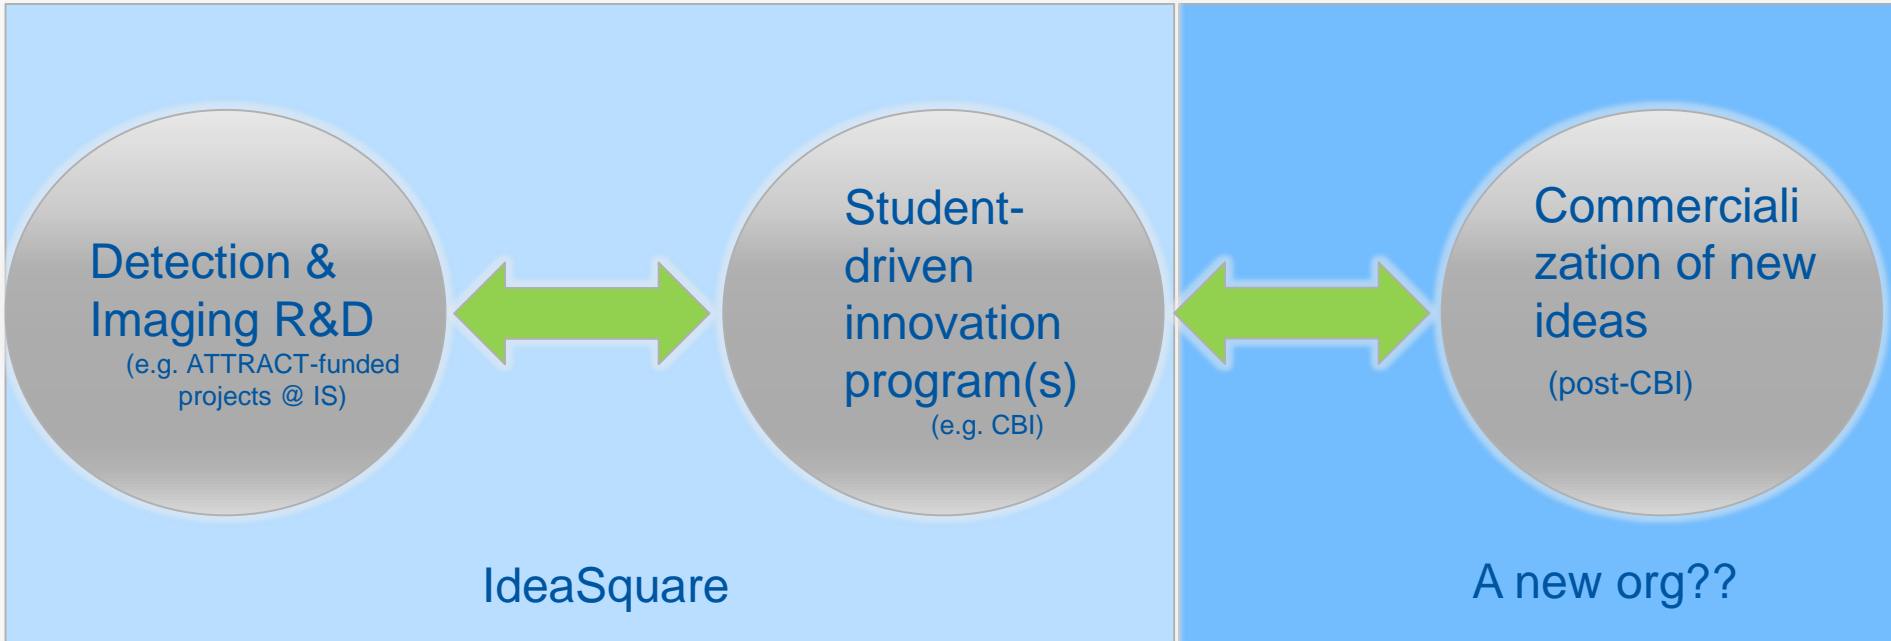 Detection &
Imaging R&D
(e.g. ATTRACT-funded
projects @ IS)
Student-
driven
innovation
program(s)
(e.g. CBI)
Commerciali
zation of new
ideas
(post-CBI)
IdeaSquare
A new org??